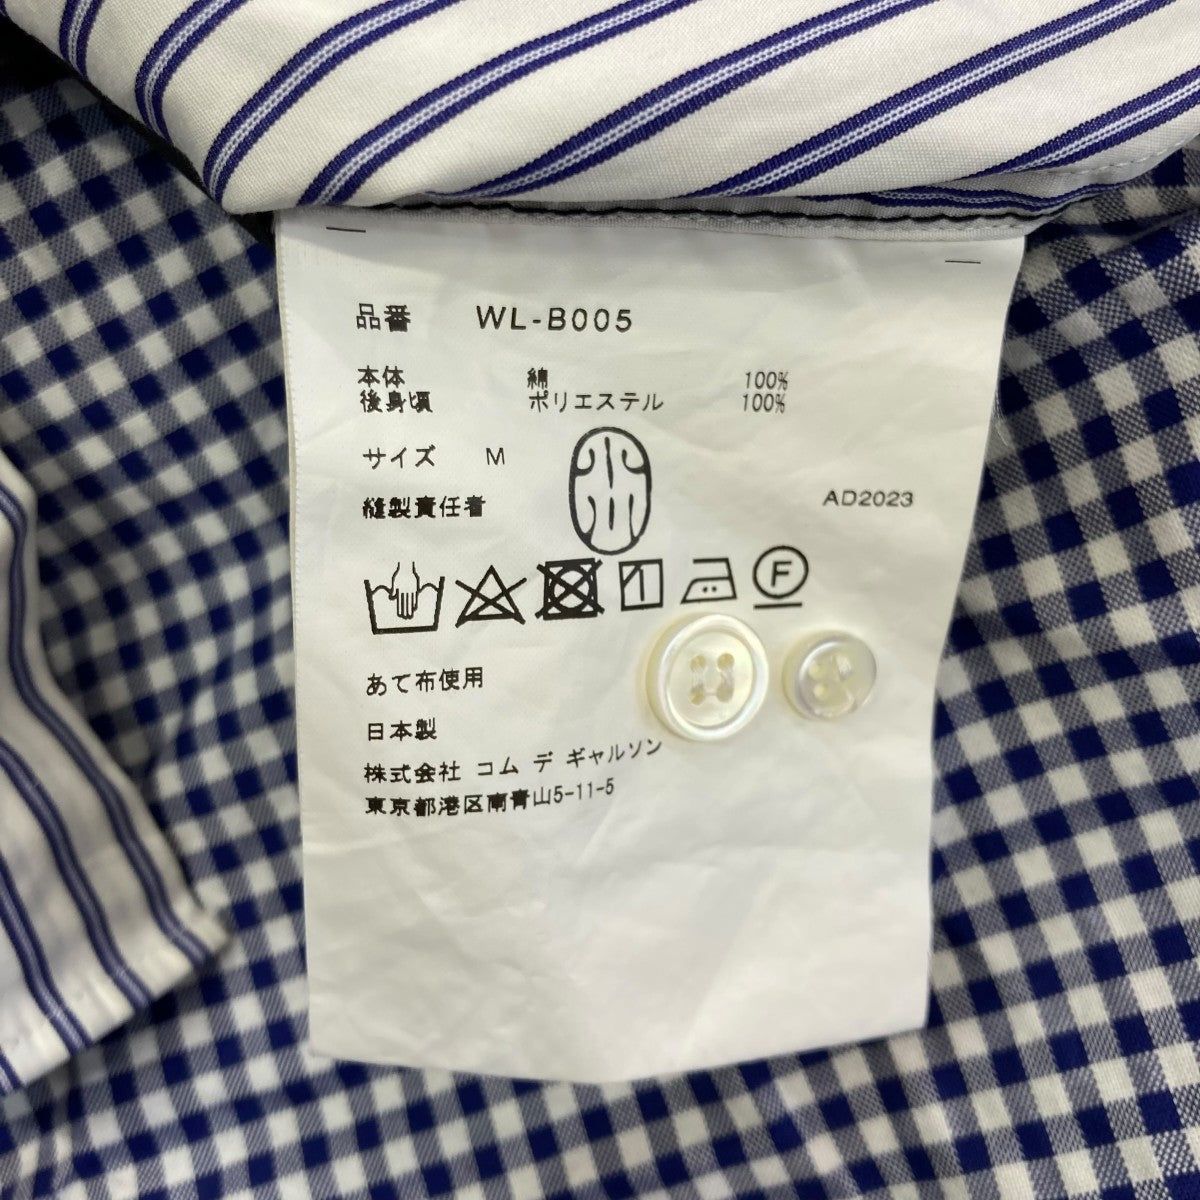 品番 WL-B005
本体 綿 100%
後身頃 ポリエステル 100%
サイズ M
縫製責任者 AD2023
F
あて布使用
日本製
株式会社 コム デ ギャルソン
東京都港区南青山5-11-5